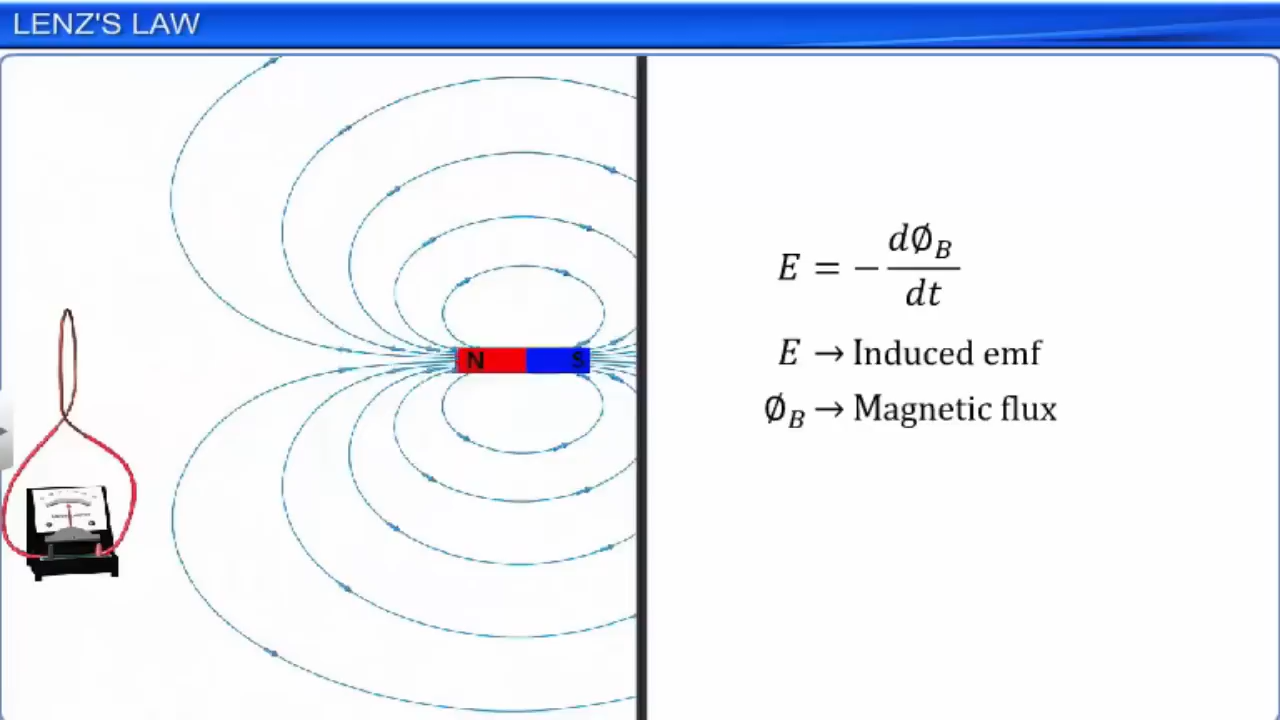 LENZ'S LAW
N S
E = −dØ_B/dt
E → Induced emf
Ø_B → Magnetic flux